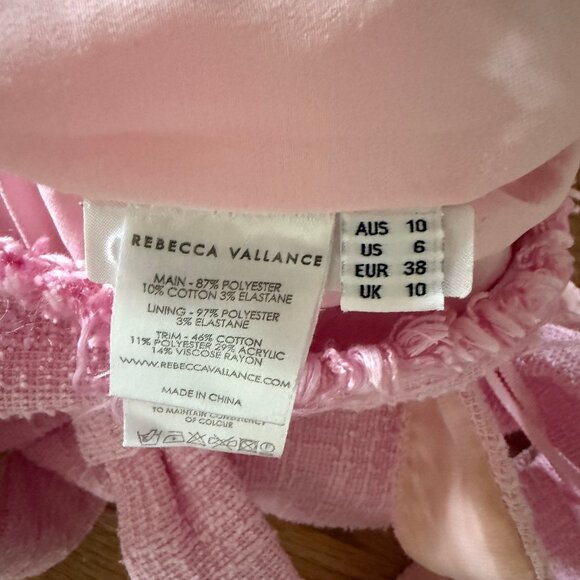 REBECCA VALLANCE
MAIN - 87% POLYESTER
10% COTTON 3% ELASTANE
LINING - 97% POLYESTER
3% ELASTANE
TRIM - 46% COTTON
11% POLYESTER 29% ACRYLIC
14% VISCOSE RAYON
WWW.REBECCAVALLANCE.COM
MADE IN CHINA
TO MAINTAIN CONSISTENCY
OF COLOUR
AUS 10
US 6
EUR 38
UK 10